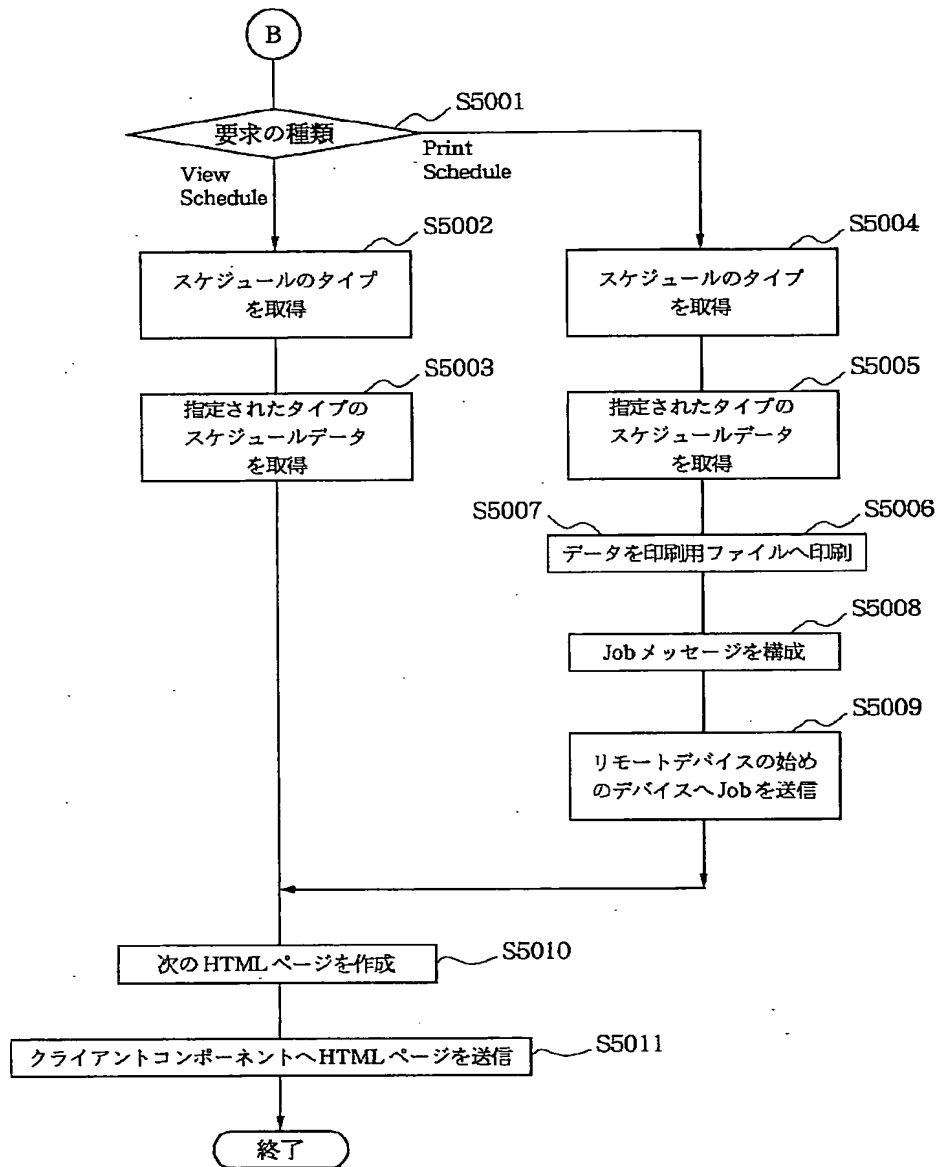 B
S5001
要求の種類
Print
Schedule
View
Schedule
S5002
スケジュールのタイプ
を取得
S5004
スケジュールのタイプ
を取得
S5003
指定されたタイプの
スケジュールデータ
を取得
S5005
指定されたタイプの
スケジュールデータ
を取得
S5007
S5006
データを印刷用ファイルへ印刷
S5008
Jobメッセージを構成
S5009
リモートデバイスの始め
のデバイスへJobを送信
次のHTMLページを作成
S5010
クライアントコンポーネントへHTMLページを送信
S5011
終了